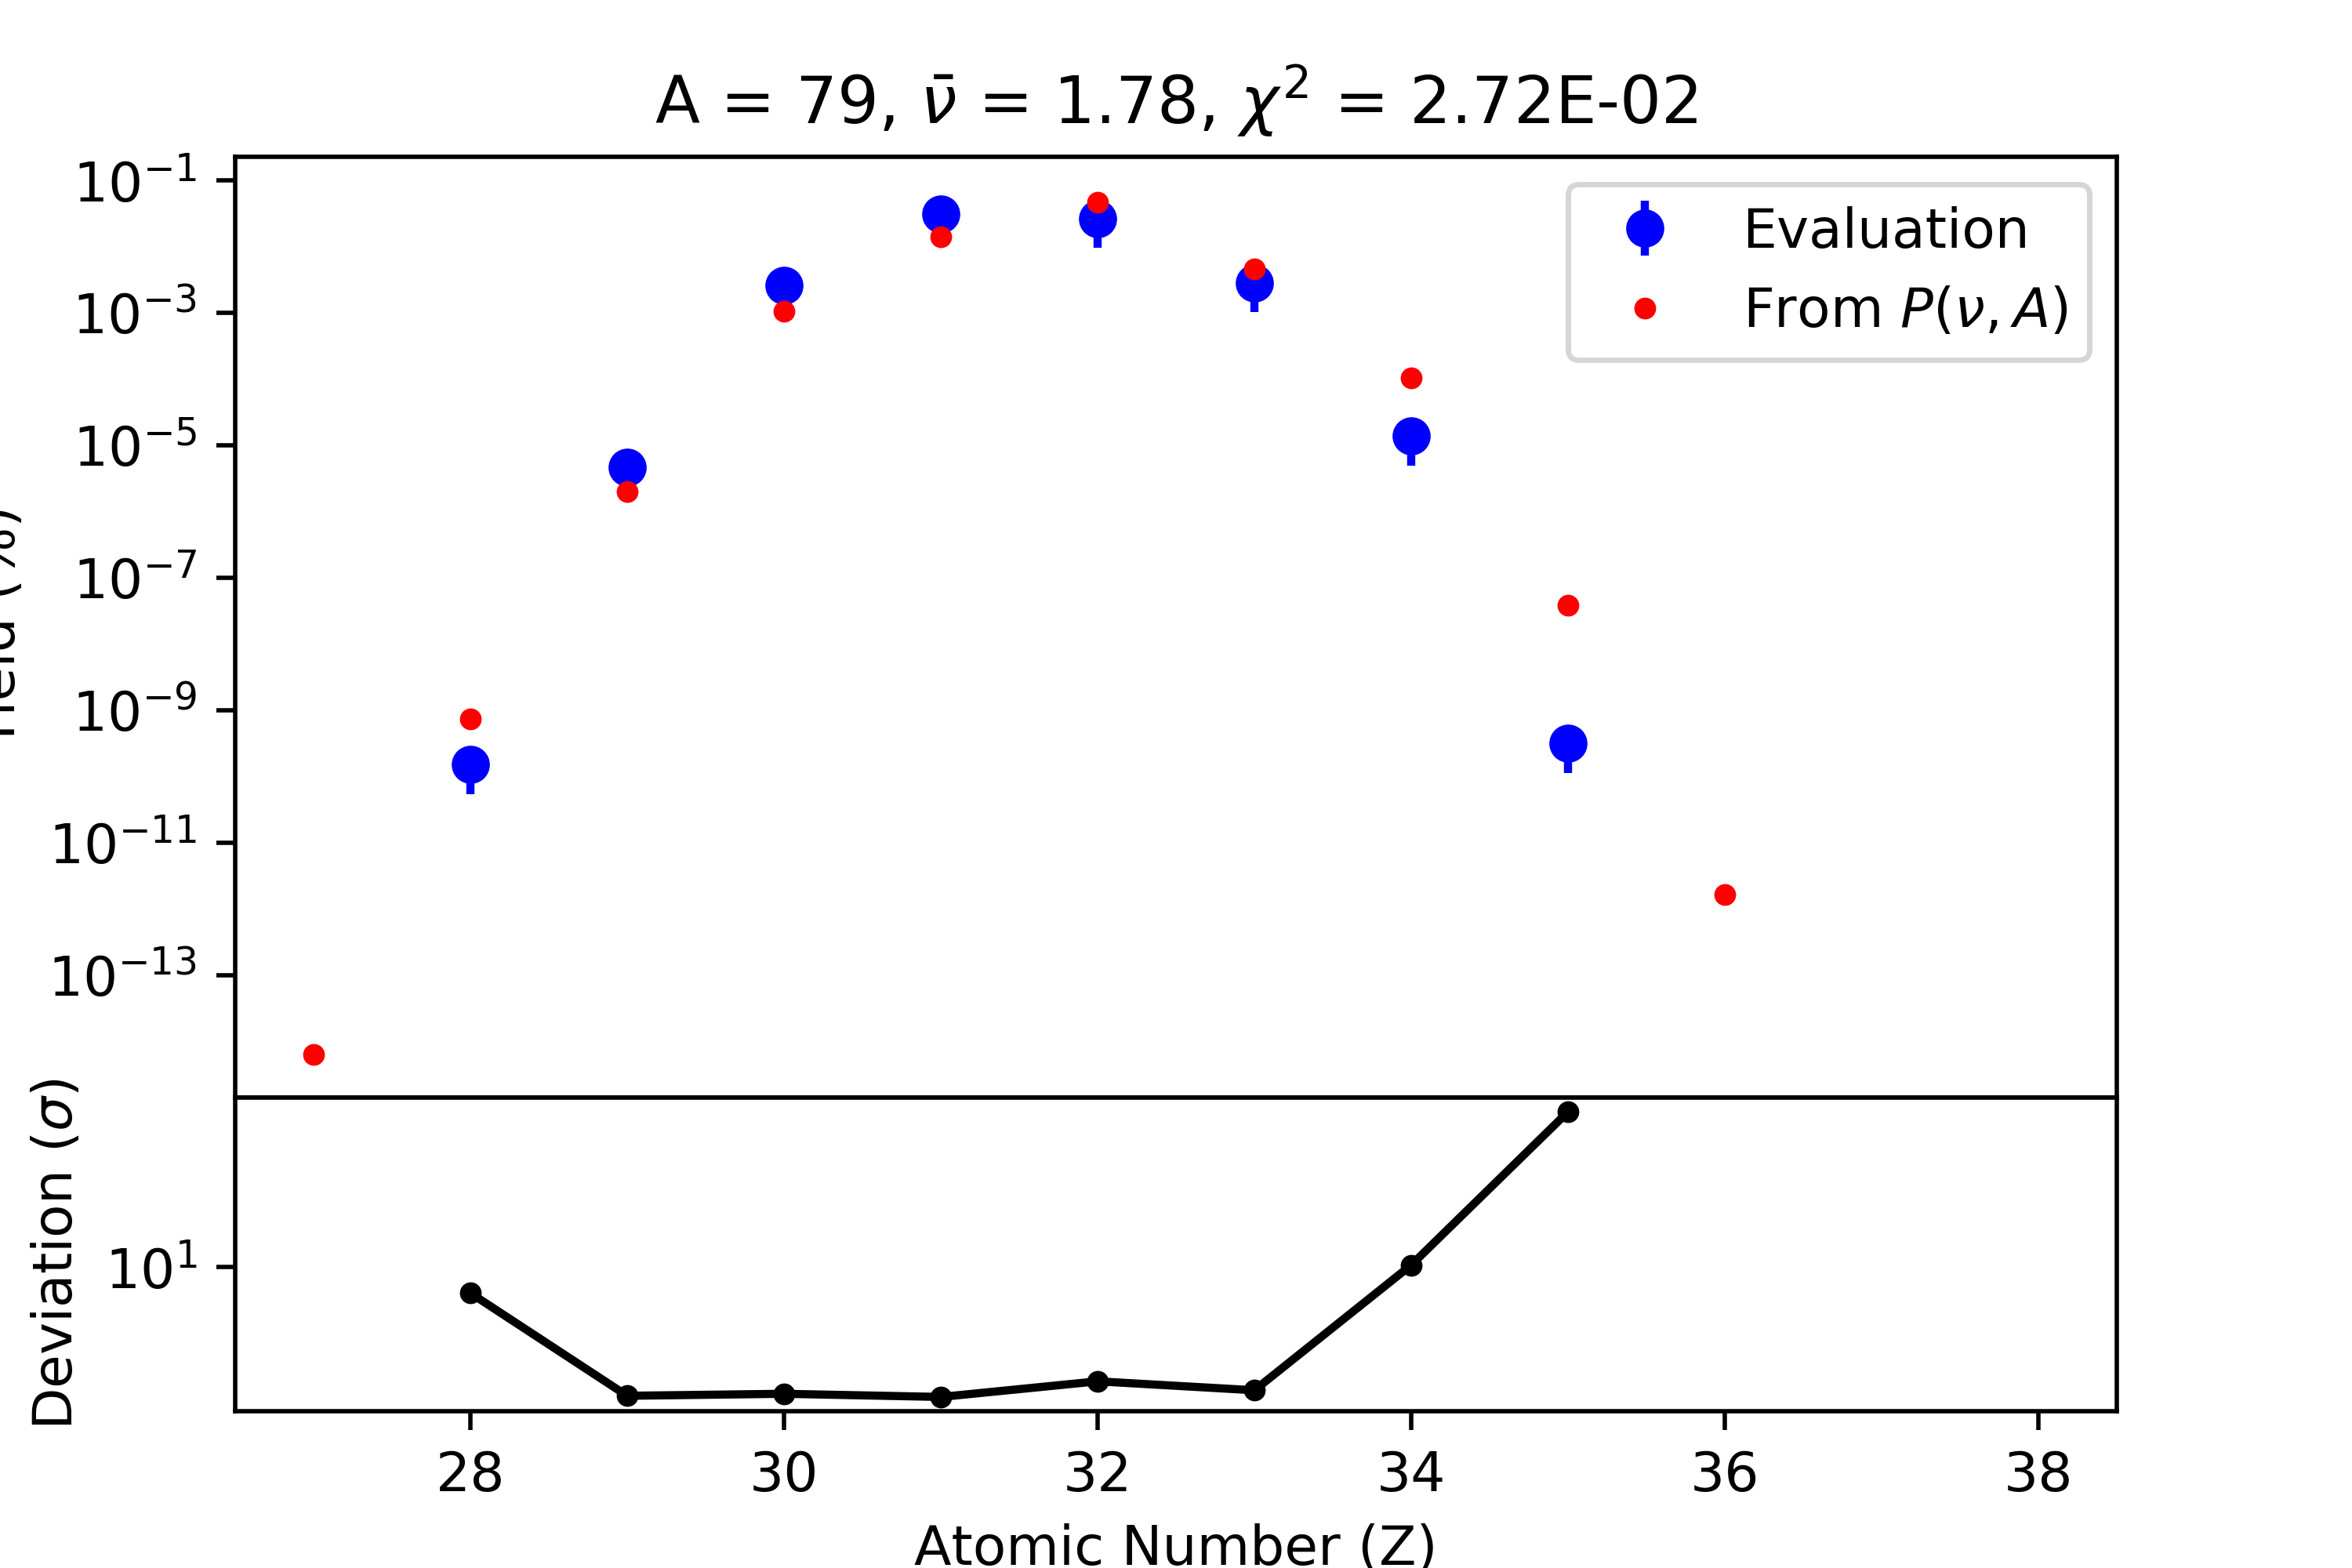 A = 79, ν̄ = 1.78, χ² = 2.72E-02
10⁻¹
10⁻³
10⁻⁵
10⁻⁷
10⁻⁹
10⁻¹¹
10⁻¹³
Evaluation
From P(ν, A)
(%)
Deviation (σ)
10¹
28 30 32 34 36 38
Atomic Number (Z)